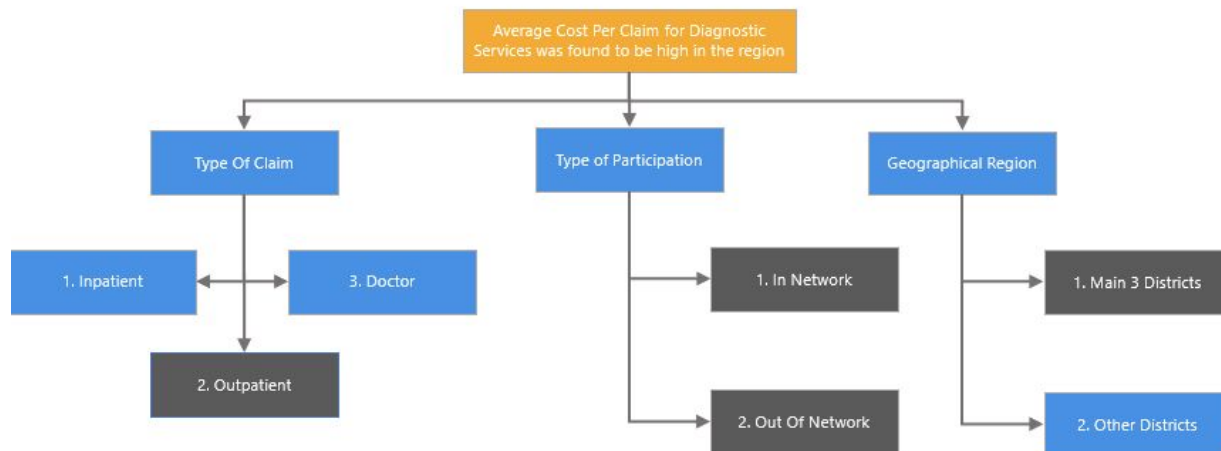 Average Cost Per Claim for Diagnostic
Services was found to be high in the region
Type Of Claim
Type of Participation
Geographical Region
1. Inpatient
3. Doctor
1. In Network
1. Main 3 Districts
2. Outpatient
2. Out Of Network
2. Other Districts